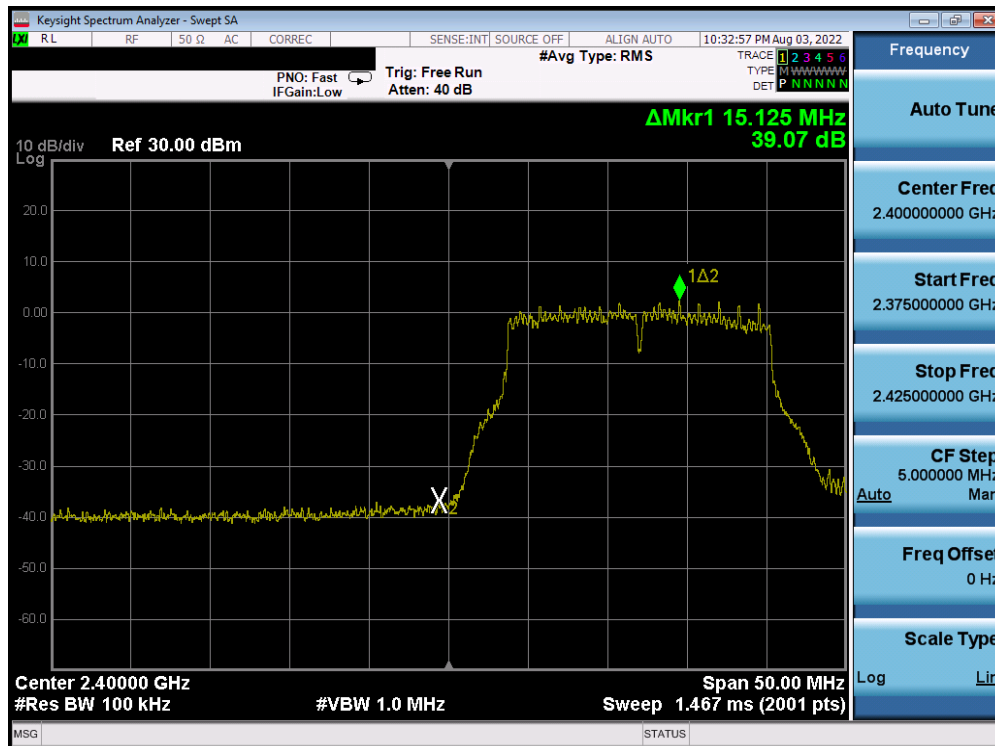 Keysight Spectrum Analyzer - Swept SA
LXI RL RF 50 Ω AC CORREC SENSE:INT SOURCE OFF ALIGN AUTO 10:32:57 PM Aug 03, 2022
#Avg Type: RMS TRACE 1 2 3 4 5 6
PNO: Fast Trig: Free Run TYPE M W W W W W
IFGain:Low Atten: 40 dB DET P N N N N N
ΔMkr1 15.125 MHz
10 dB/div Ref 30.00 dBm 39.07 dB
Log
20.0
10.0
1Δ2
0.00
-10.0
-20.0
-30.0
2
-40.0
-50.0
-60.0
Center 2.40000 GHz Span 50.00 MHz
#Res BW 100 kHz #VBW 1.0 MHz Sweep 1.467 ms (2001 pts)
MSG STATUS
Frequency
Auto Tune
Center Freq
2.400000000 GHz
Start Freq
2.375000000 GHz
Stop Freq
2.425000000 GHz
CF Step
5.000000 MHz
Auto Man
Freq Offset
0 Hz
Scale Type
Log Lin